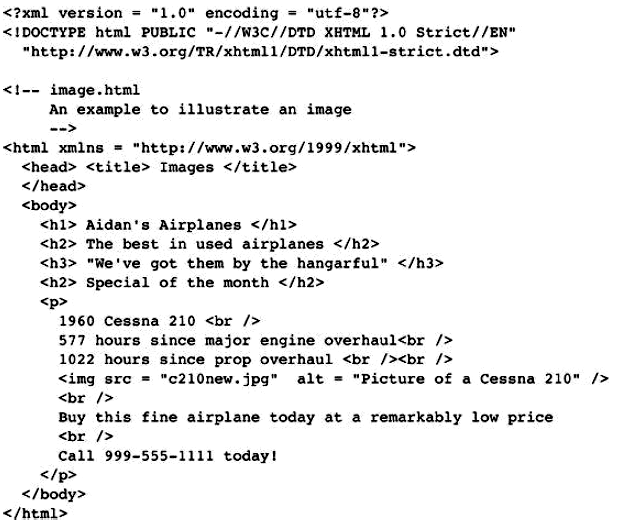 <?xml version = "1.0" encoding = "utf-8"?>
<!DOCTYPE html PUBLIC "-//W3C//DTD XHTML 1.0 Strict//EN"
"http://www.w3.org/TR/xhtml1/DTD/xhtml1-strict.dtd">
<!-- image.html
An example to illustrate an image
-->
<html xmlns = "http://www.w3.org/1999/xhtml">
<head> <title> Images </title>
</head>
<body>
<h1> Aidan's Airplanes </h1>
<h2> The best in used airplanes </h2>
<h3> "We've got them by the hangarful" </h3>
<h2> Special of the month </h2>
<p>
1960 Cessna 210 <br />
577 hours since major engine overhaul<br />
1022 hours since prop overhaul <br /><br />
<img src = "c210new.jpg" alt = "Picture of a Cessna 210" />
<br />
Buy this fine airplane today at a remarkably low price
<br />
Call 999-555-1111 today!
</p>
</body>
</html>